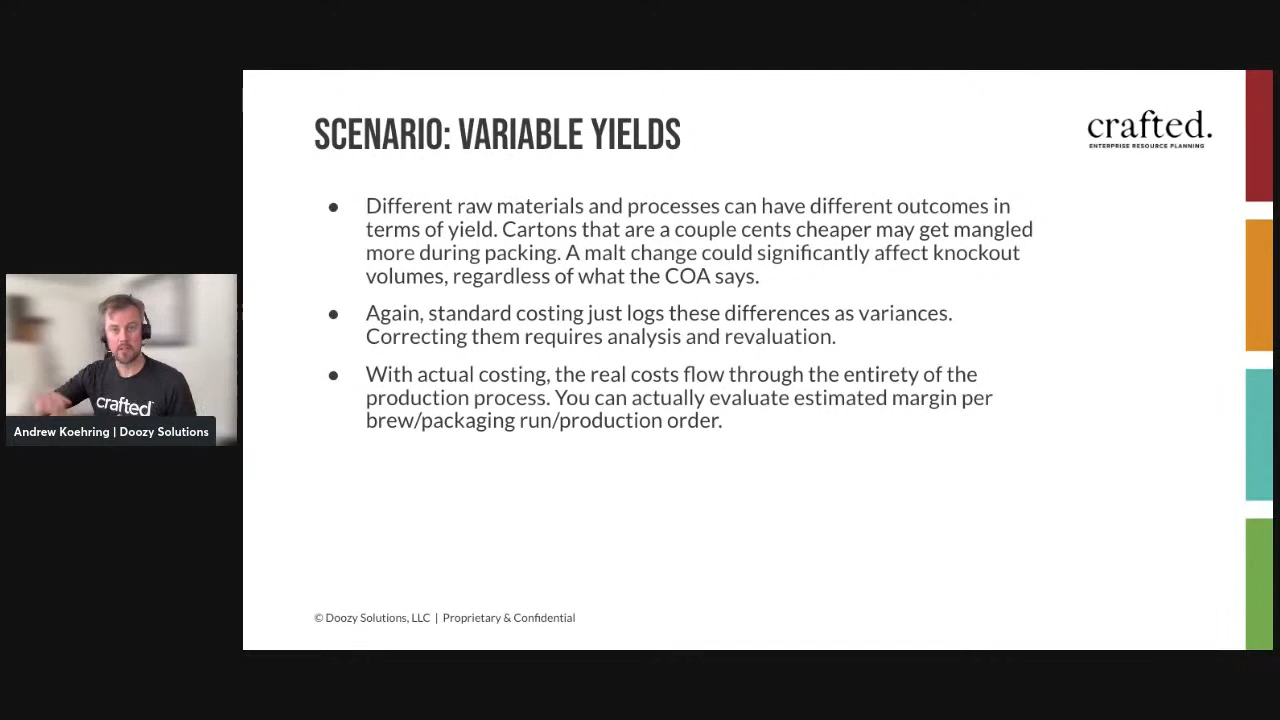 SCENARIO: VARIABLE YIELDS
crafted.
ENTERPRISE RESOURCE PLANNING
● Different raw materials and processes can have different outcomes in
terms of yield. Cartons that are a couple cents cheaper may get mangled
more during packing. A malt change could significantly affect knockout
volumes, regardless of what the COA says.
● Again, standard costing just logs these differences as variances.
Correcting them requires analysis and revaluation.
● With actual costing, the real costs flow through the entirety of the
production process. You can actually evaluate estimated margin per
brew/packaging run/production order.
crafted
Andrew Koehring | Doozy Solutions
© Doozy Solutions, LLC | Proprietary & Confidential